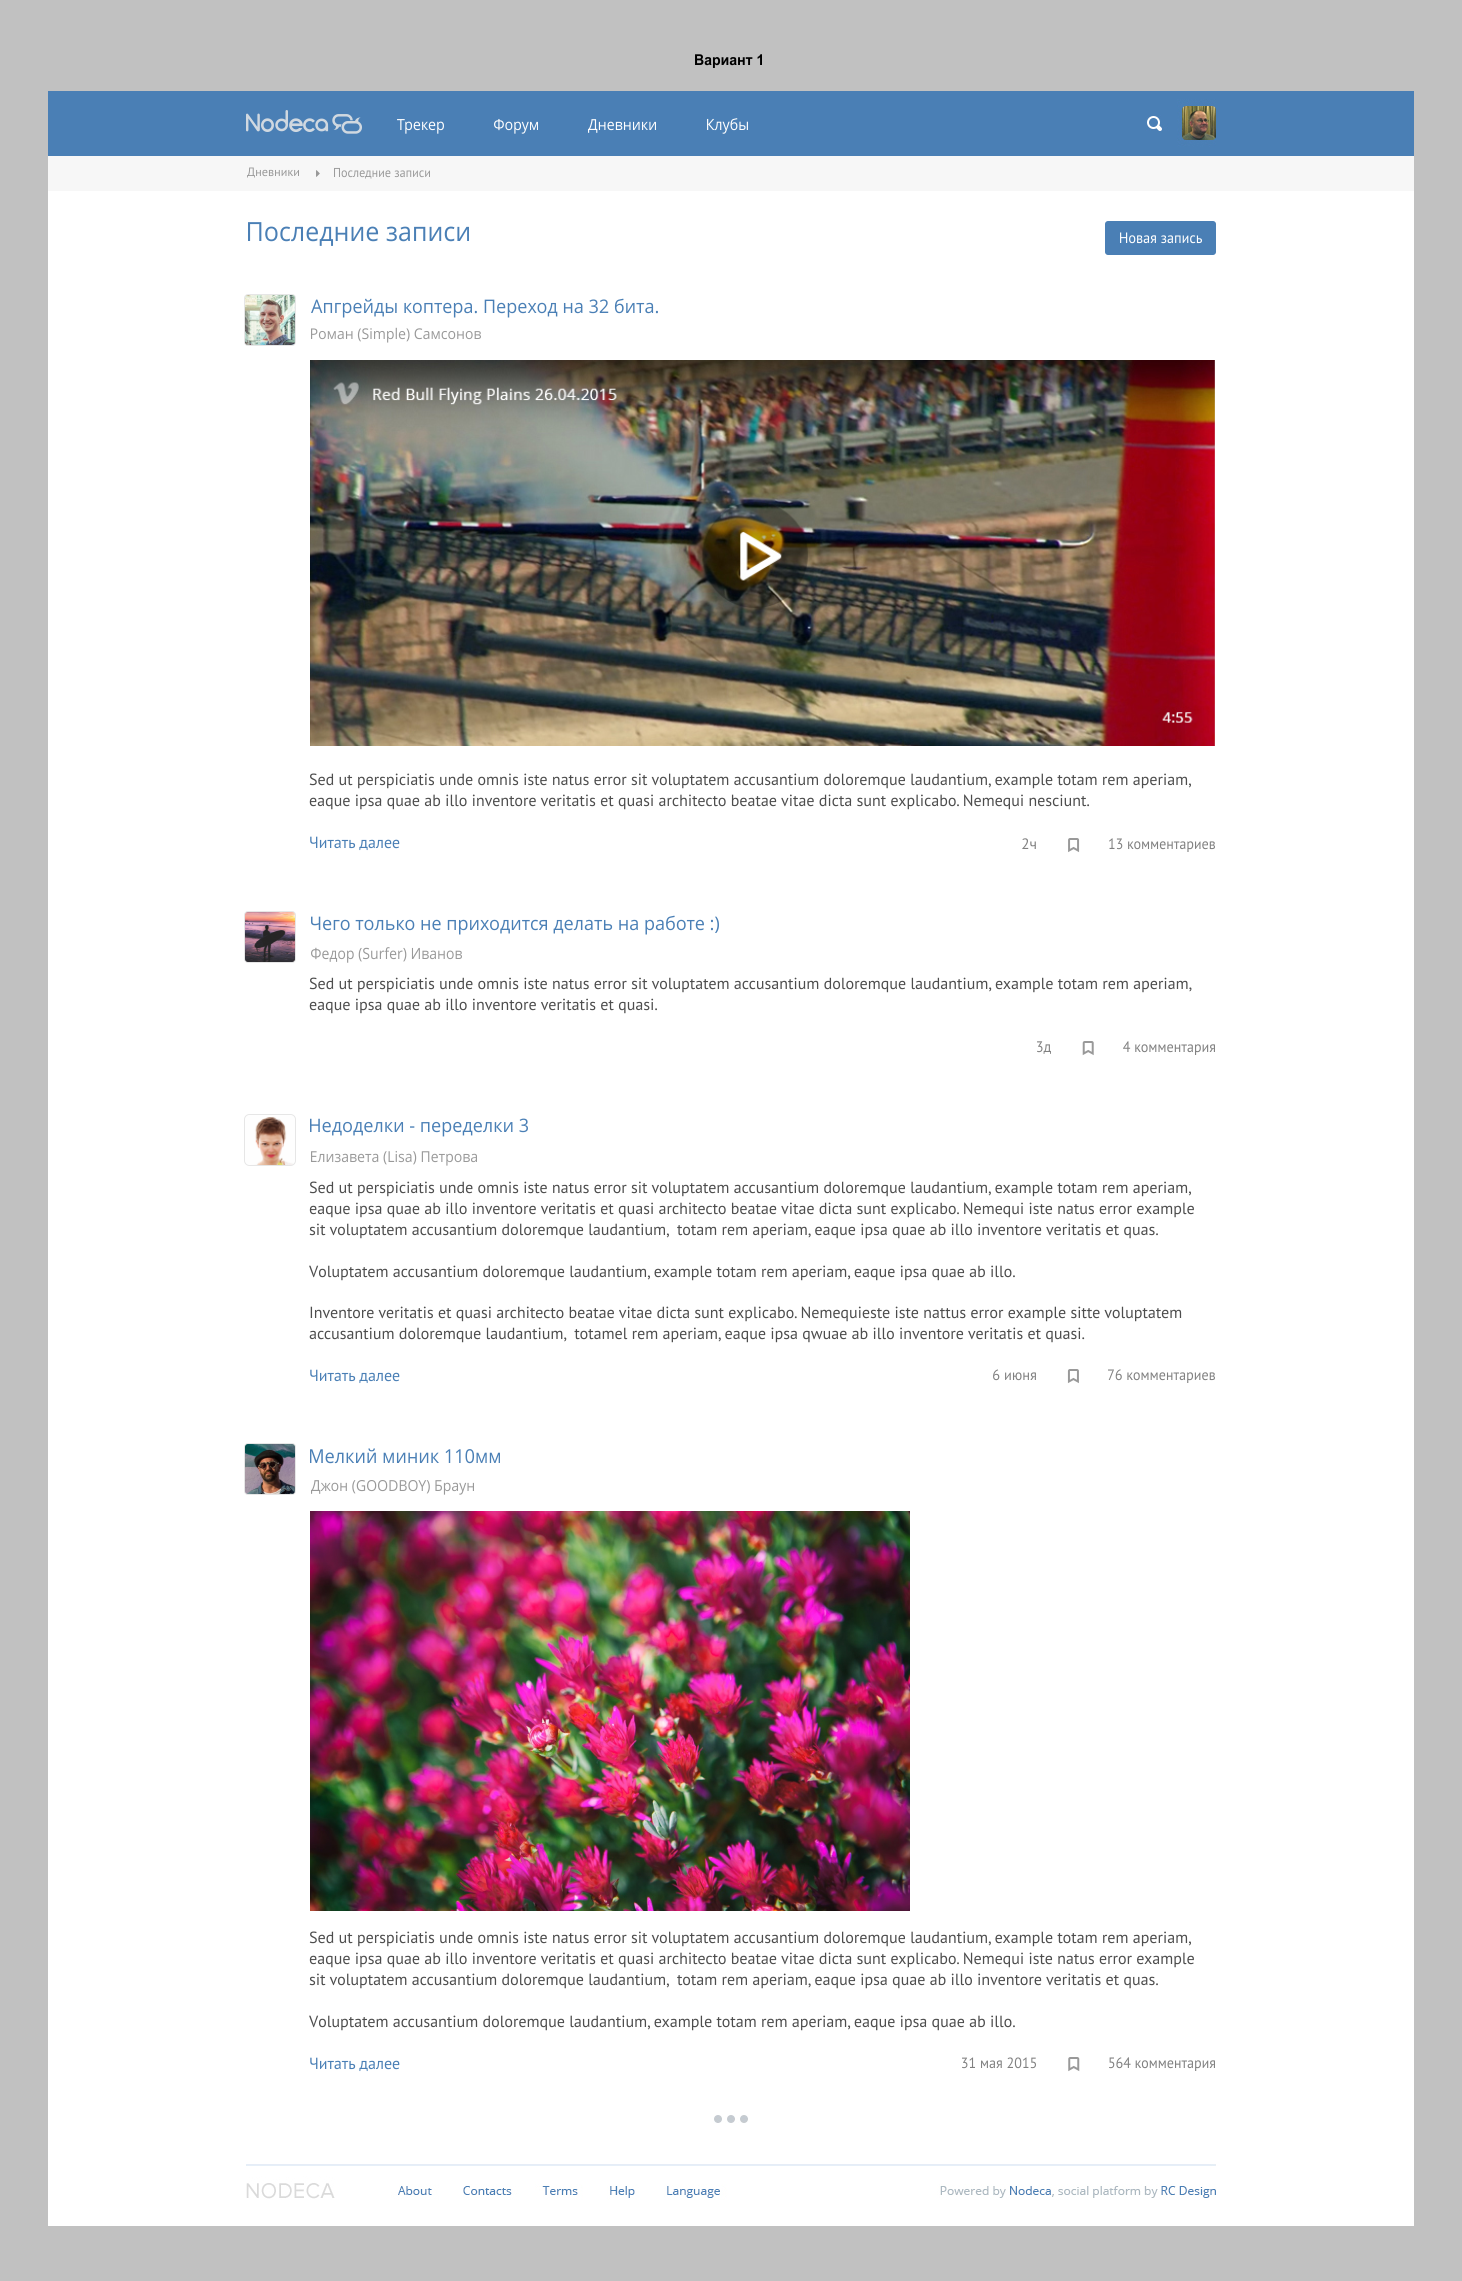 Вариант 1
Nodeca
Трекер Форум Дневники Клубы
Дневники Последние записи
Последние записи
Новая запись
Апгрейды коптера. Переход на 32 бита.
Роман (Simple) Самсонов
Red Bull Flying Plains 26.04.2015
4:55
Sed ut perspiciatis unde omnis iste natus error sit voluptatem accusantium doloremque laudantium, example totam rem aperiam,
eaque ipsa quae ab illo inventore veritatis et quasi architecto beatae vitae dicta sunt explicabo. Nemequi nesciunt.
Читать далее 2ч 13 комментариев
Чего только не приходится делать на работе :)
Федор (Surfer) Иванов
Sed ut perspiciatis unde omnis iste natus error sit voluptatem accusantium doloremque laudantium, example totam rem aperiam,
eaque ipsa quae ab illo inventore veritatis et quasi.
3д 4 комментария
Недоделки - переделки 3
Елизавета (Lisa) Петрова
Sed ut perspiciatis unde omnis iste natus error sit voluptatem accusantium doloremque laudantium, example totam rem aperiam,
eaque ipsa quae ab illo inventore veritatis et quasi architecto beatae vitae dicta sunt explicabo. Nemequi iste natus error example
sit voluptatem accusantium doloremque laudantium, totam rem aperiam, eaque ipsa quae ab illo inventore veritatis et quas.
Voluptatem accusantium doloremque laudantium, example totam rem aperiam, eaque ipsa quae ab illo.
Inventore veritatis et quasi architecto beatae vitae dicta sunt explicabo. Nemequieste iste nattus error example sitte voluptatem
accusantium doloremque laudantium, totamel rem aperiam, eaque ipsa qwuae ab illo inventore veritatis et quasi.
Читать далее 6 июня 76 комментариев
Мелкий миник 110мм
Джон (GOODBOY) Браун
Sed ut perspiciatis unde omnis iste natus error sit voluptatem accusantium doloremque laudantium, example totam rem aperiam,
eaque ipsa quae ab illo inventore veritatis et quasi architecto beatae vitae dicta sunt explicabo. Nemequi iste natus error example
sit voluptatem accusantium doloremque laudantium, totam rem aperiam, eaque ipsa quae ab illo inventore veritatis et quas.
Voluptatem accusantium doloremque laudantium, example totam rem aperiam, eaque ipsa quae ab illo.
Читать далее 31 мая 2015 564 комментария
NODECA About Contacts Terms Help Language Powered by Nodeca, social platform by RC Design